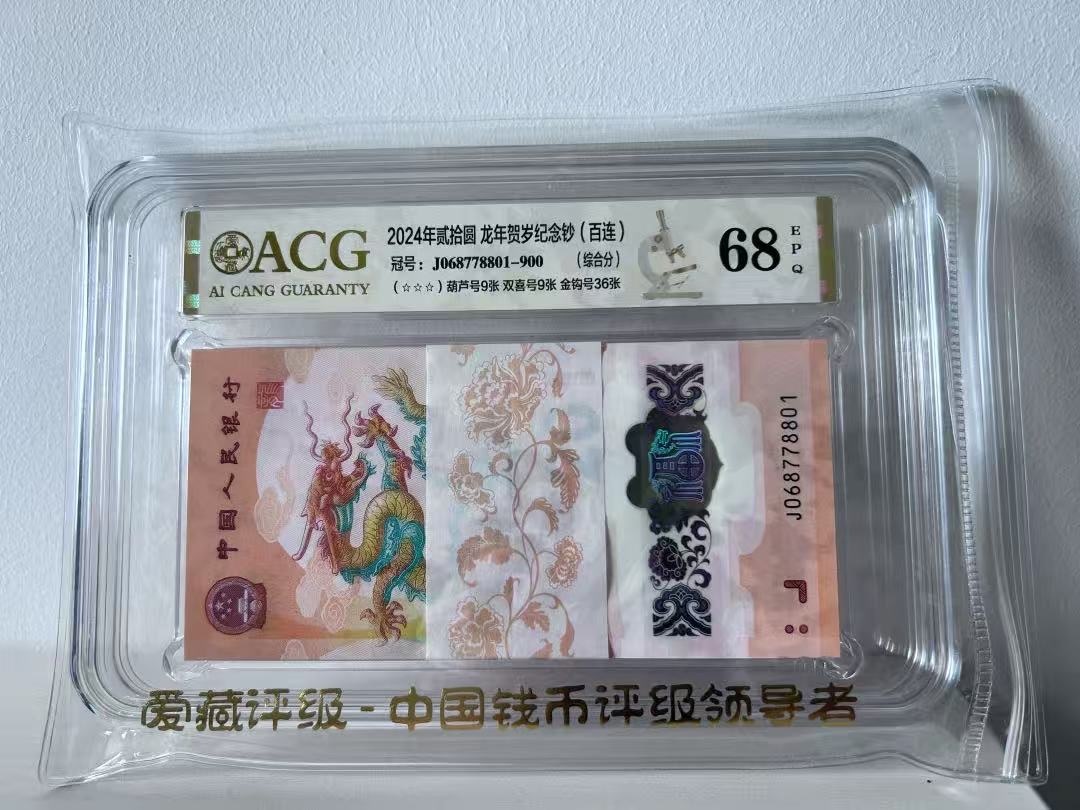 ACG
AI CANG GUARANTY
2024年贰拾圆 龙年贺岁纪念钞（百连）
冠号：J068778801-900 （综合分）
（☆☆☆）葫芦号9张 双喜号9张 金钩号36张
68
EPQ
中国人民银行
福
J068778801
爱藏评级-中国钱币评级领导者